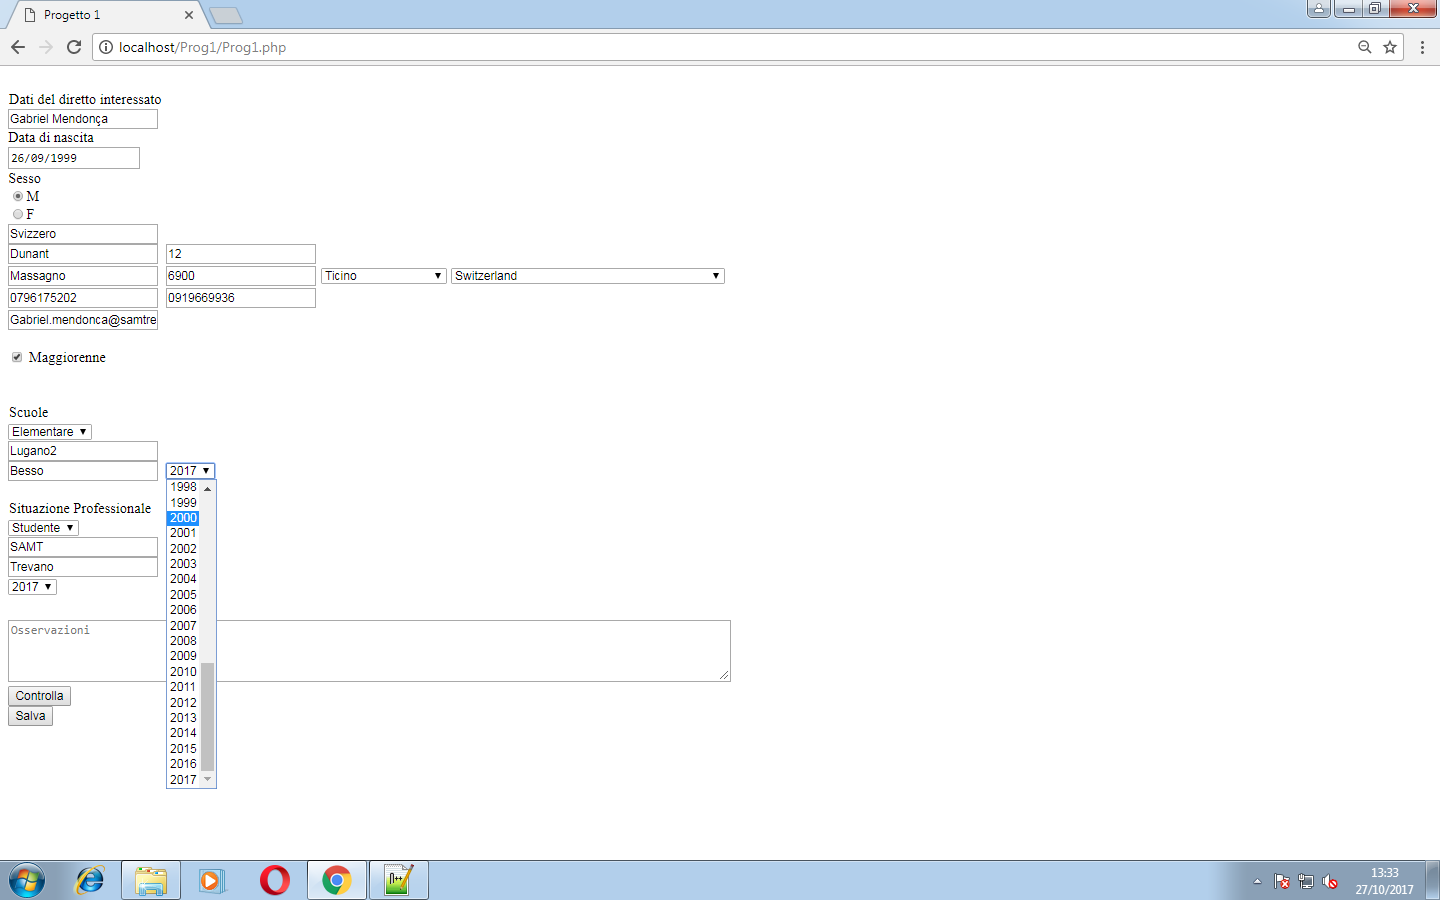 Progetto 1
localhost/Prog1/Prog1.php
Dati del diretto interessato
Gabriel Mendonça
Data di nascita
26/09/1999
Sesso
M
F
Svizzero
Dunant 12
Massagno 6900 Ticino Switzerland
0796175202 0919669936
Gabriel.mendonca@samtre
Maggiorenne
Scuole
Elementare
Lugano2
Besso 2017
1998
1999
2000
2001
2002
2003
2004
2005
2006
2007
2008
2009
2010
2011
2012
2013
2014
2015
2016
2017
Situazione Professionale
Studente
SAMT
Trevano
2017
Osservazioni
Controlla
Salva
13:33
27/10/2017